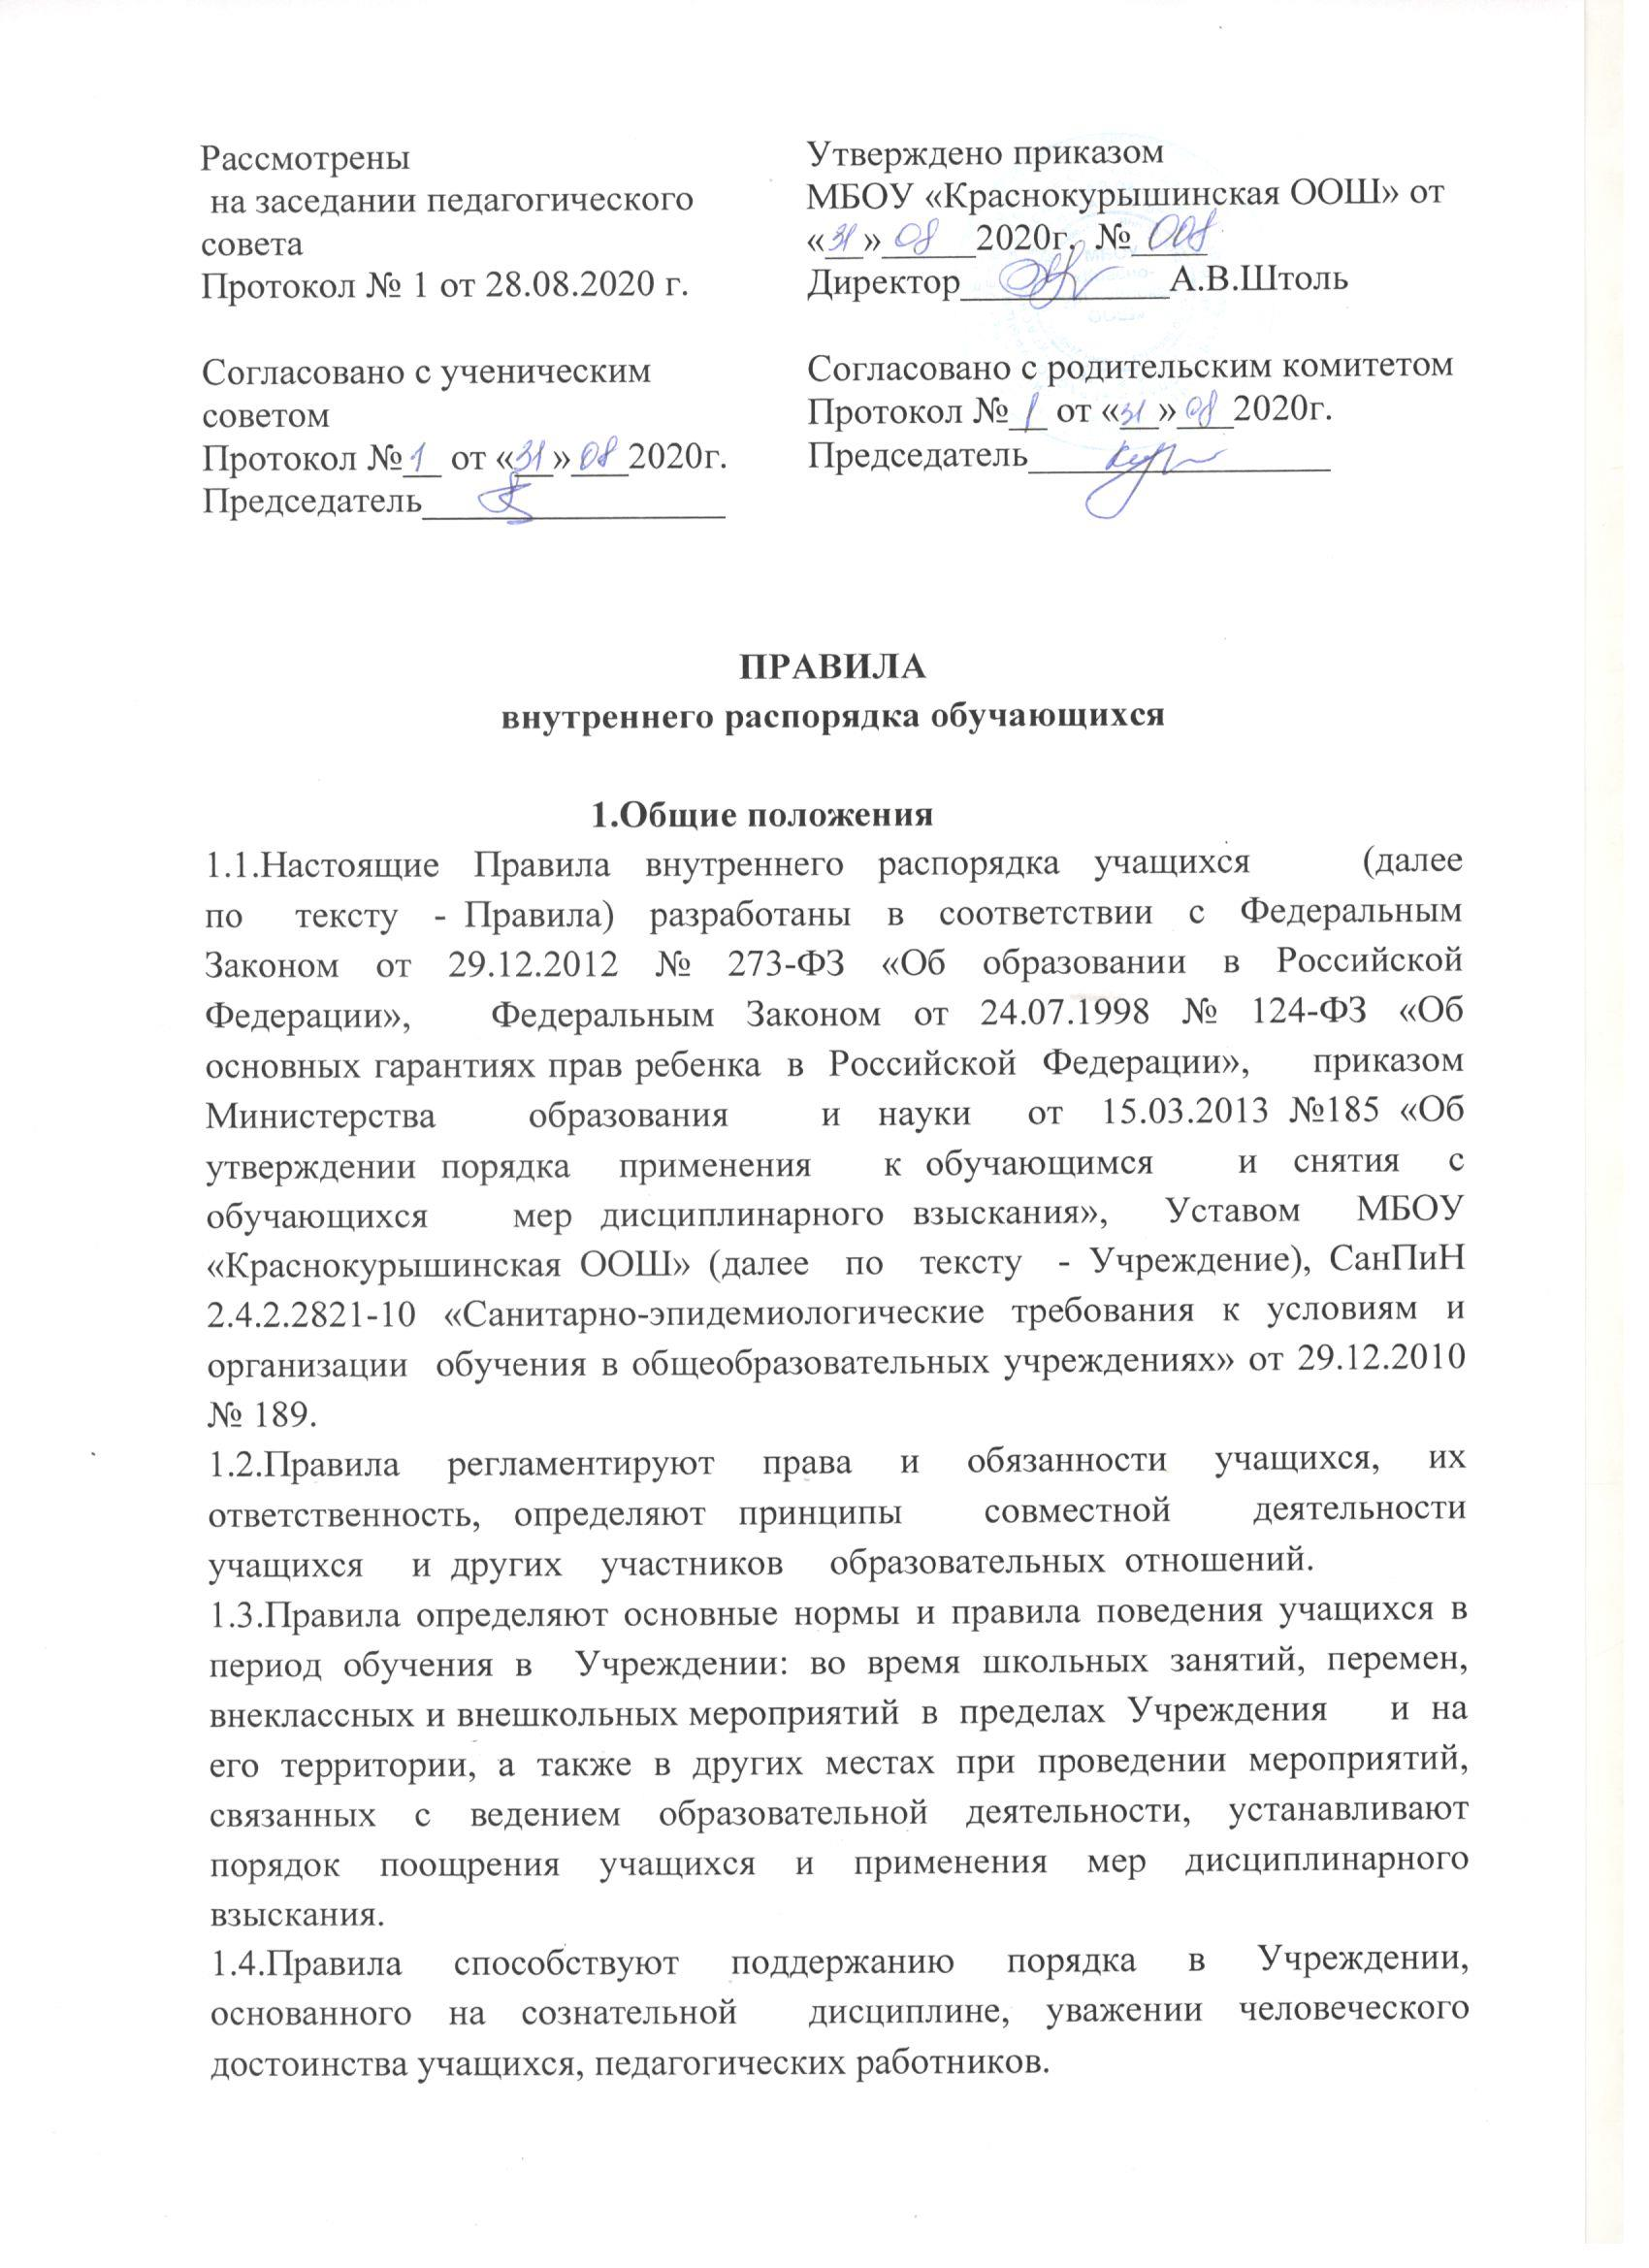 Рассмотрены
на заседании педагогического
совета
Протокол № 1 от 28.08.2020 г.
Утверждено приказом
МБОУ «Краснокурышинская ООШ» от
«31» 08 2020г. № 008
Директор______________А.В.Штоль
Согласовано с ученическим
советом
Протокол № 1 от «31» 08 2020г.
Председатель________________
Согласовано с родительским комитетом
Протокол № 1 от «31» 08 2020г.
Председатель________________
ПРАВИЛА
внутреннего распорядка обучающихся
1.Общие положения
1.1.Настоящие Правила внутреннего распорядка учащихся (далее
по тексту - Правила) разработаны в соответствии с Федеральным
Законом от 29.12.2012 № 273-ФЗ «Об образовании в Российской
Федерации», Федеральным Законом от 24.07.1998 № 124-ФЗ «Об
основных гарантиях прав ребенка в Российской Федерации», приказом
Министерства образования и науки от 15.03.2013 №185 «Об
утверждении порядка применения к обучающимся и снятия с
обучающихся мер дисциплинарного взыскания», Уставом МБОУ
«Краснокурышинская ООШ» (далее по тексту - Учреждение), СанПиН
2.4.2.2821-10 «Санитарно-эпидемиологические требования к условиям и
организации обучения в общеобразовательных учреждениях» от 29.12.2010
№ 189.
1.2.Правила регламентируют права и обязанности учащихся, их
ответственность, определяют принципы совместной деятельности
учащихся и других участников образовательных отношений.
1.3.Правила определяют основные нормы и правила поведения учащихся в
период обучения в Учреждении: во время школьных занятий, перемен,
внеклассных и внешкольных мероприятий в пределах Учреждения и на
его территории, а также в других местах при проведении мероприятий,
связанных с ведением образовательной деятельности, устанавливают
порядок поощрения учащихся и применения мер дисциплинарного
взыскания.
1.4.Правила способствуют поддержанию порядка в Учреждении,
основанного на сознательной дисциплине, уважении человеческого
достоинства учащихся, педагогических работников.